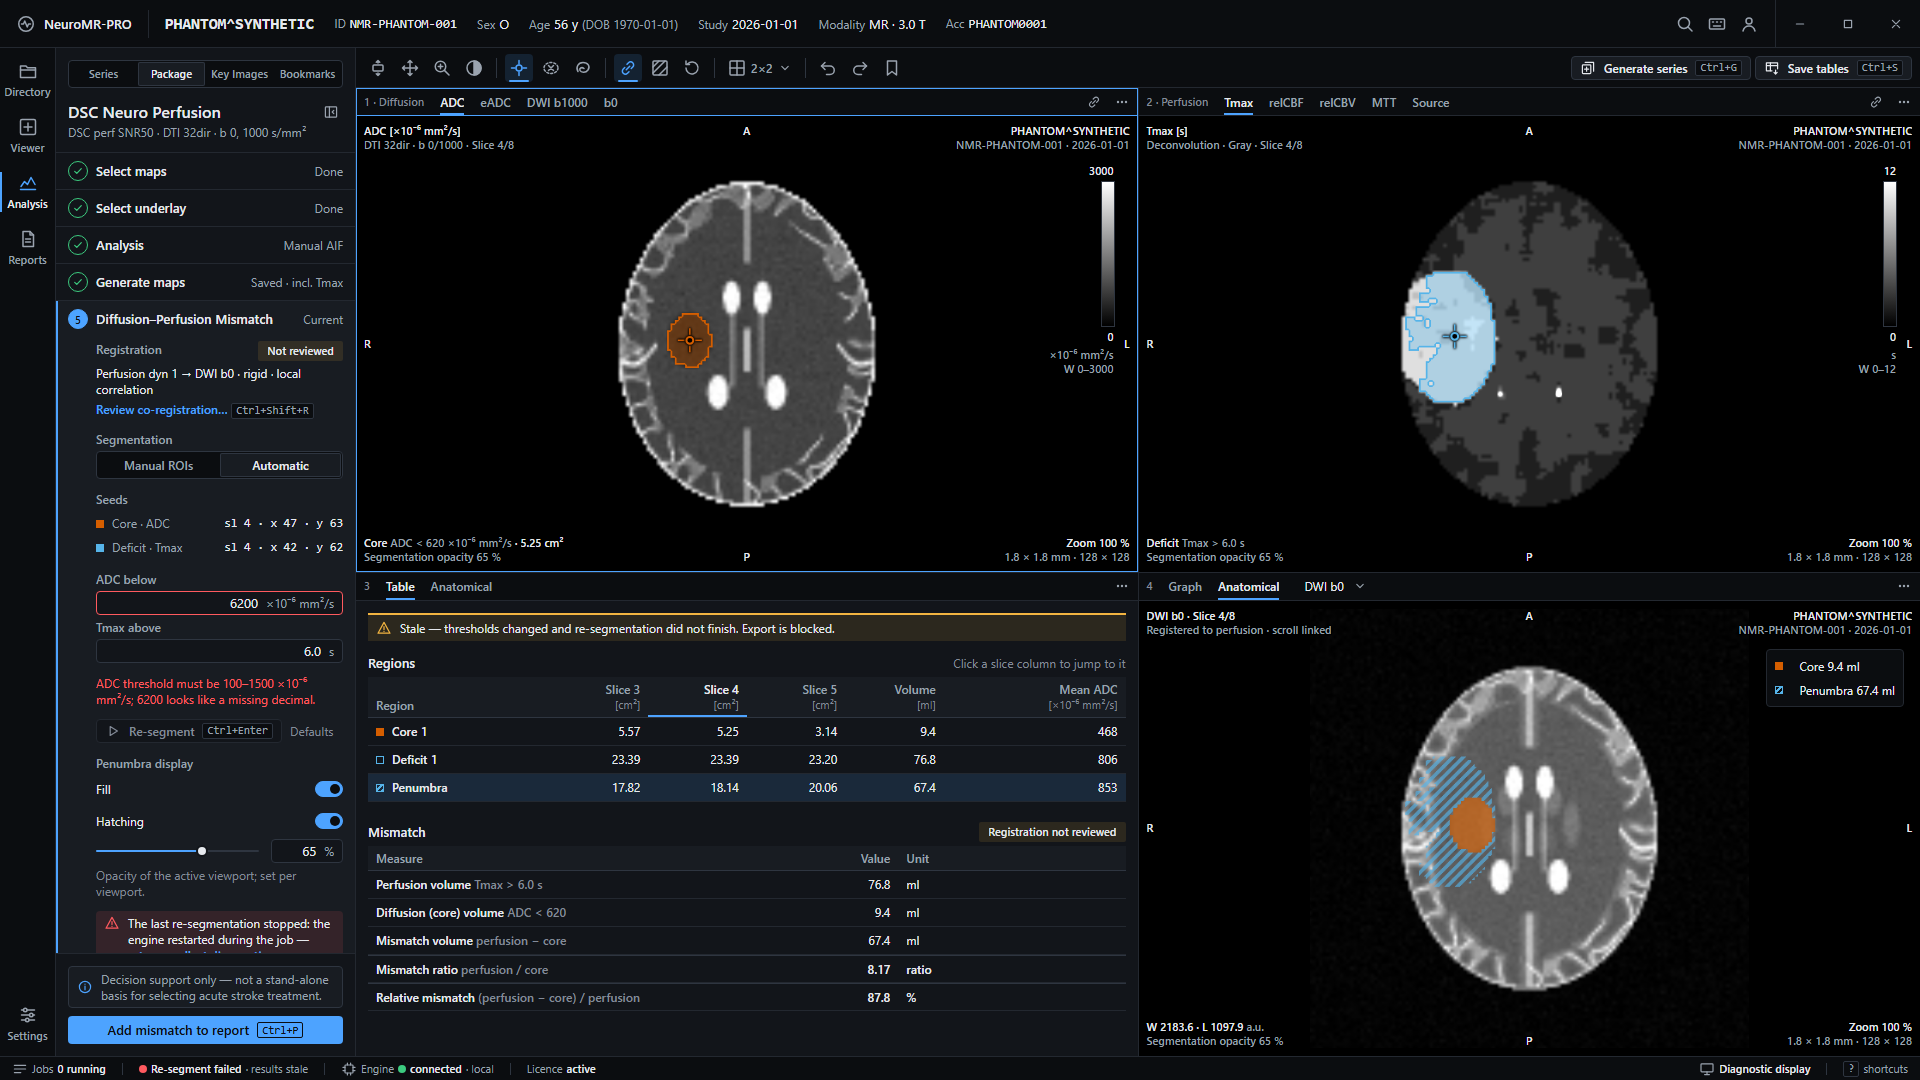 NeuroMR-PRO
PHANTOM^SYNTHETIC
ID NMR-PHANTOM-001
Sex O
Age 56 y (DOB 1970-01-01)
Study 2026-01-01
Modality MR · 3.0 T
Acc PHANTOM0001
Directory
Viewer
Analysis
Reports
Settings
Series
Package
Key Images
Bookmarks
DSC Neuro Perfusion
DSC perf SNR50 · DTI 32dir · b 0, 1000 s/mm²
Select maps Done
Select underlay Done
Analysis Manual AIF
Generate maps Saved · incl. Tmax
5 Diffusion–Perfusion Mismatch Current
Registration Not reviewed
Perfusion dyn 1 → DWI b0 · rigid · local
correlation
Review co-registration... Ctrl+Shift+R
Segmentation
Manual ROIs Automatic
Seeds
Core · ADC sl 4 · x 47 · y 63
Deficit · Tmax sl 4 · x 42 · y 62
ADC below
6200 ×10⁻⁶ mm²/s
Tmax above
6.0 s
ADC threshold must be 100–1500 ×10⁻⁶
mm²/s; 6200 looks like a missing decimal.
Re-segment Ctrl+Enter Defaults
Penumbra display
Fill
Hatching
65 %
Opacity of the active viewport; set per
viewport.
The last re-segmentation stopped: the
engine restarted during the job —
Decision support only — not a stand-alone
basis for selecting acute stroke treatment.
Add mismatch to report Ctrl+P
2×2
Generate series Ctrl+G
Save tables Ctrl+S
1 · Diffusion ADC eADC DWI b1000 b0
ADC [×10⁻⁶ mm²/s]
DTI 32dir · b 0/1000 · Slice 4/8
A
PHANTOM^SYNTHETIC
NMR-PHANTOM-001 · 2026-01-01
3000
0
×10⁻⁶ mm²/s
W 0–3000
R
L
Core ADC < 620 ×10⁻⁶ mm²/s · 5.25 cm²
Segmentation opacity 65 %
P
Zoom 100 %
1.8 × 1.8 mm · 128 × 128
2 · Perfusion Tmax relCBF relCBV MTT Source
Tmax [s]
Deconvolution · Gray · Slice 4/8
A
PHANTOM^SYNTHETIC
NMR-PHANTOM-001 · 2026-01-01
12
0
s
W 0–12
R
L
Deficit Tmax > 6.0 s
Segmentation opacity 65 %
P
Zoom 100 %
1.8 × 1.8 mm · 128 × 128
3 Table Anatomical
Stale — thresholds changed and re-segmentation did not finish. Export is blocked.
Regions Click a slice column to jump to it
Region Slice 3 [cm²] Slice 4 [cm²] Slice 5 [cm²] Volume [ml] Mean ADC [×10⁻⁶ mm²/s]
Core 1 5.57 5.25 3.14 9.4 468
Deficit 1 23.39 23.39 23.20 76.8 806
Penumbra 17.82 18.14 20.06 67.4 853
Mismatch Registration not reviewed
Measure Value Unit
Perfusion volume Tmax > 6.0 s 76.8 ml
Diffusion (core) volume ADC < 620 9.4 ml
Mismatch volume perfusion − core 67.4 ml
Mismatch ratio perfusion / core 8.17 ratio
Relative mismatch (perfusion − core) / perfusion 87.8 %
4 Graph Anatomical DWI b0
DWI b0 · Slice 4/8
Registered to perfusion · scroll linked
A
PHANTOM^SYNTHETIC
NMR-PHANTOM-001 · 2026-01-01
Core 9.4 ml
Penumbra 67.4 ml
R
L
W 2183.6 · L 1097.9 a.u.
Segmentation opacity 65 %
P
Zoom 100 %
1.8 × 1.8 mm · 128 × 128
Jobs 0 running
Re-segment failed · results stale
Engine connected · local
Licence active
Diagnostic display
? shortcuts